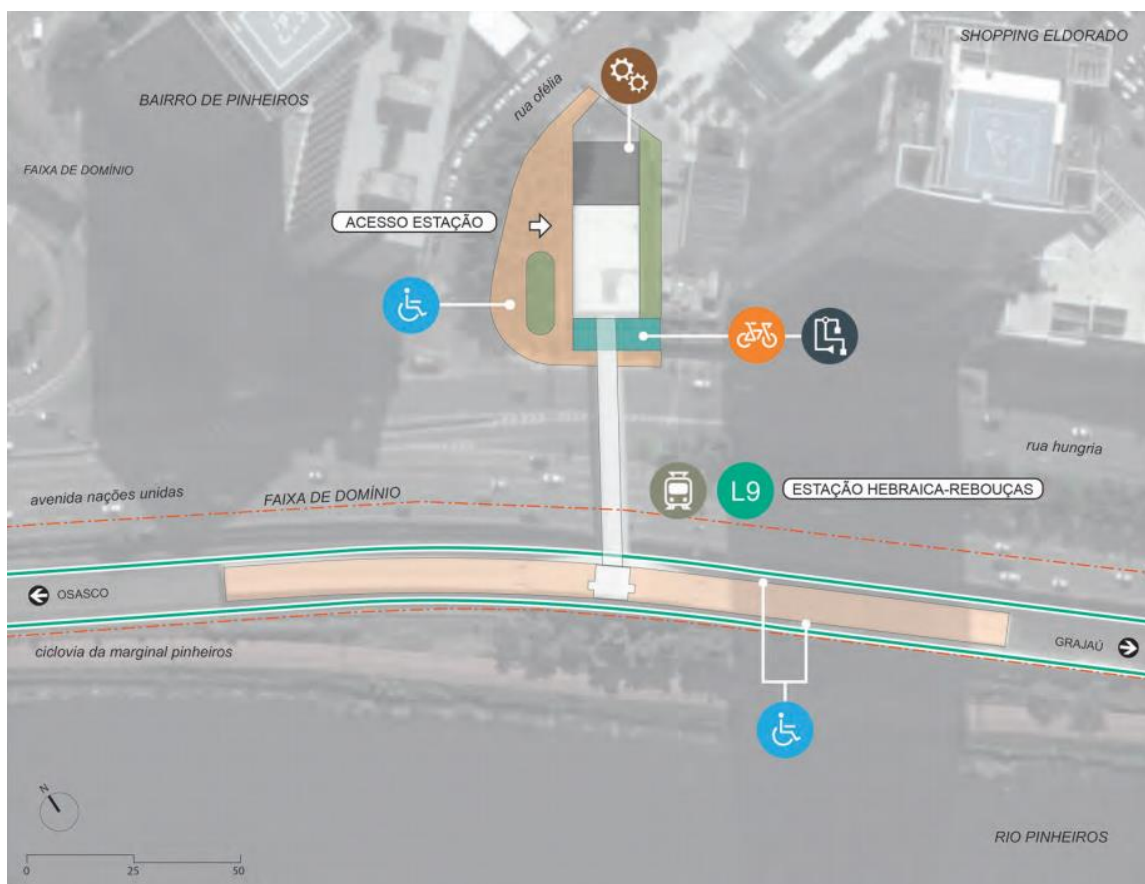 SHOPPING ELDORADO
BAIRRO DE PINHEIROS
rua ofélia
FAIXA DE DOMÍNIO
ACESSO ESTAÇÃO
rua hungria
avenida nações unidas
FAIXA DE DOMÍNIO
L9
ESTAÇÃO HEBRAICA-REBOUÇAS
OSASCO
GRAJAÚ
ciclovia da marginal pinheiros
N
RIO PINHEIROS
0 25 50